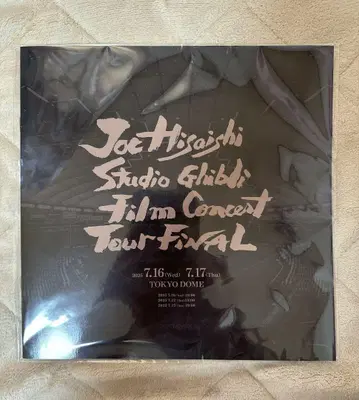 Joe Hisaishi
Studio Ghibli
Film Concert
Tour FINAL
2025 7.16(Wed) 7.17(Thu)
TOKYO DOME